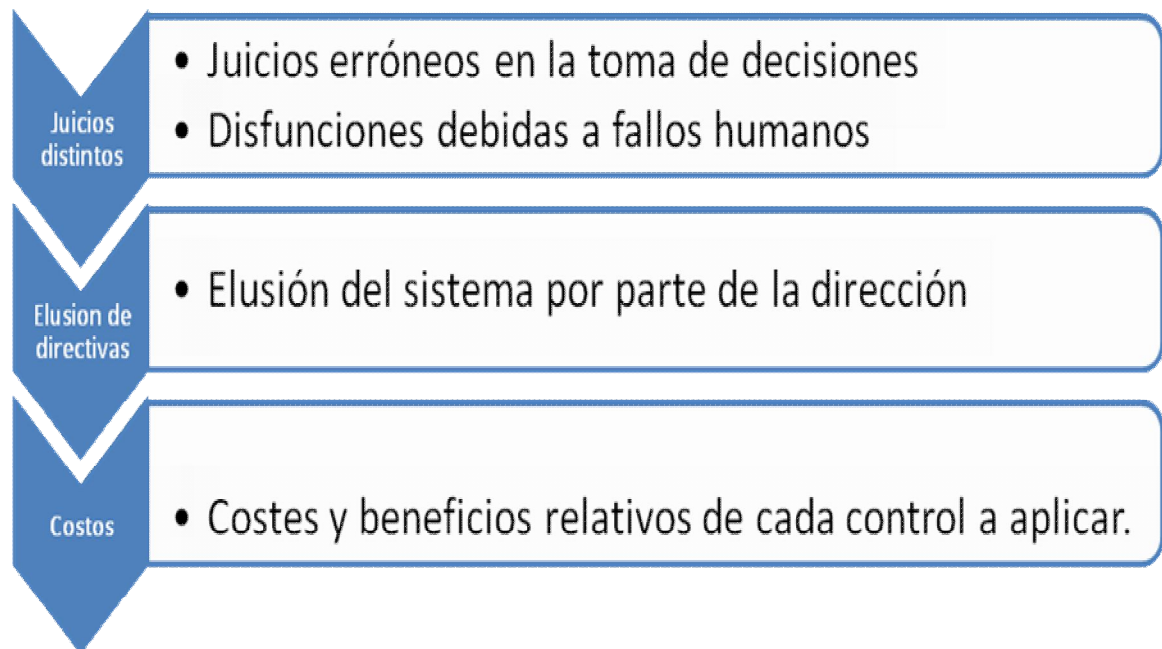 Juicios
distintos
• Juicios erróneos en la toma de decisiones
• Disfunciones debidas a fallos humanos
Elusion de
directivas
• Elusión del sistema por parte de la dirección
Costos
• Costes y beneficios relativos de cada control a aplicar.